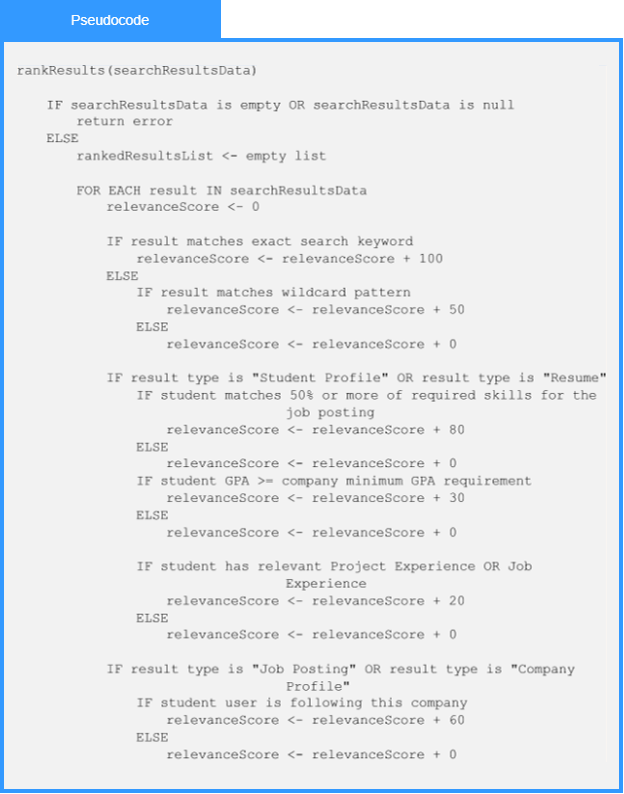 Pseudocode
rankResults(searchResultsData)
IF searchResultsData is empty OR searchResultsData is null
return error
ELSE
rankedResultsList <- empty list
FOR EACH result IN searchResultsData
relevanceScore <- 0
IF result matches exact search keyword
relevanceScore <- relevanceScore + 100
ELSE
IF result matches wildcard pattern
relevanceScore <- relevanceScore + 50
ELSE
relevanceScore <- relevanceScore + 0
IF result type is "Student Profile" OR result type is "Resume"
IF student matches 50% or more of required skills for the
job posting
relevanceScore <- relevanceScore + 80
ELSE
relevanceScore <- relevanceScore + 0
IF student GPA >= company minimum GPA requirement
relevanceScore <- relevanceScore + 30
ELSE
relevanceScore <- relevanceScore + 0
IF student has relevant Project Experience OR Job
Experience
relevanceScore <- relevanceScore + 20
ELSE
relevanceScore <- relevanceScore + 0
IF result type is "Job Posting" OR result type is "Company
Profile"
IF student user is following this company
relevanceScore <- relevanceScore + 60
ELSE
relevanceScore <- relevanceScore + 0